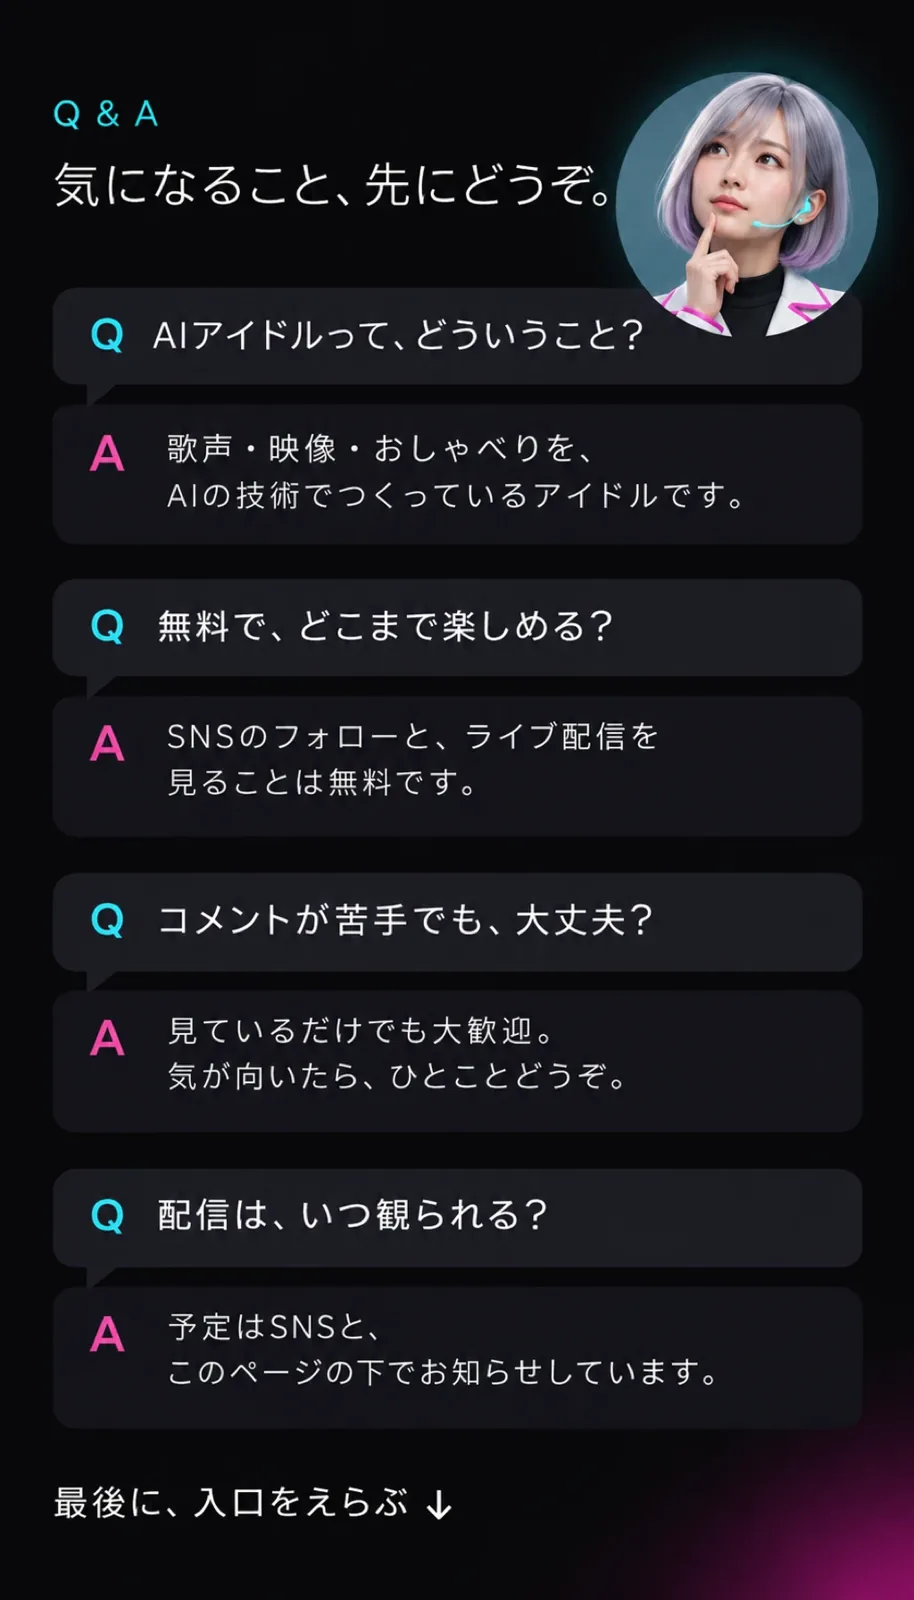 Q & A
気になること、先にどうぞ。
Q AIアイドルって、どういうこと?
A 歌声・映像・おしゃべりを、
AIの技術でつくっているアイドルです。
Q 無料で、どこまで楽しめる?
A SNSのフォローと、ライブ配信を
見ることは無料です。
Q コメントが苦手でも、大丈夫?
A 見ているだけでも大歓迎。
気が向いたら、ひとことどうぞ。
Q 配信は、いつ観られる?
A 予定はSNSと、
このページの下でお知らせしています。
最後に、入口をえらぶ ↓